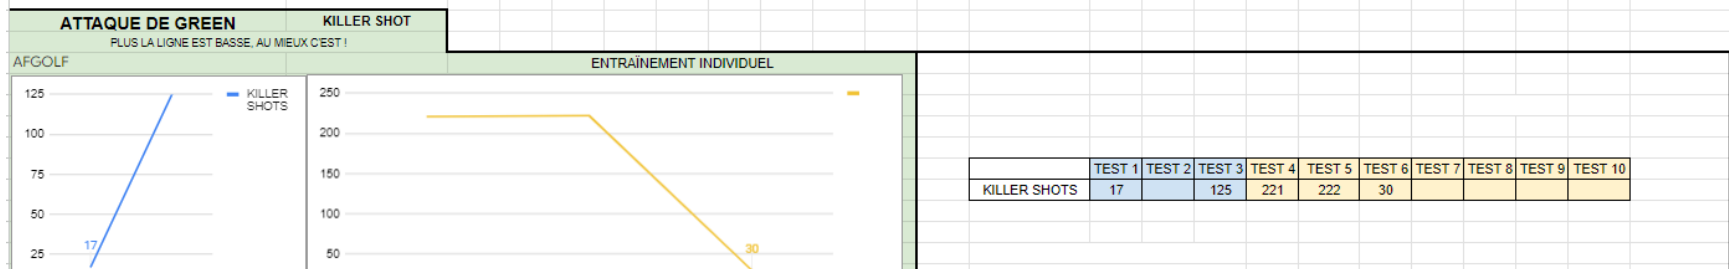 ATTAQUE DE GREEN KILLER SHOT
PLUS LA LIGNE EST BASSE, AU MIEUX C'EST !
AFGOLF ENTRAÏNEMENT INDIVIDUEL
125
100
75
50
25
17
KILLER
SHOTS
250
200
150
100
50
30
TEST 1 TEST 2 TEST 3 TEST 4 TEST 5 TEST 6 TEST 7 TEST 8 TEST 9 TEST 10
KILLER SHOTS 17 125 221 222 30